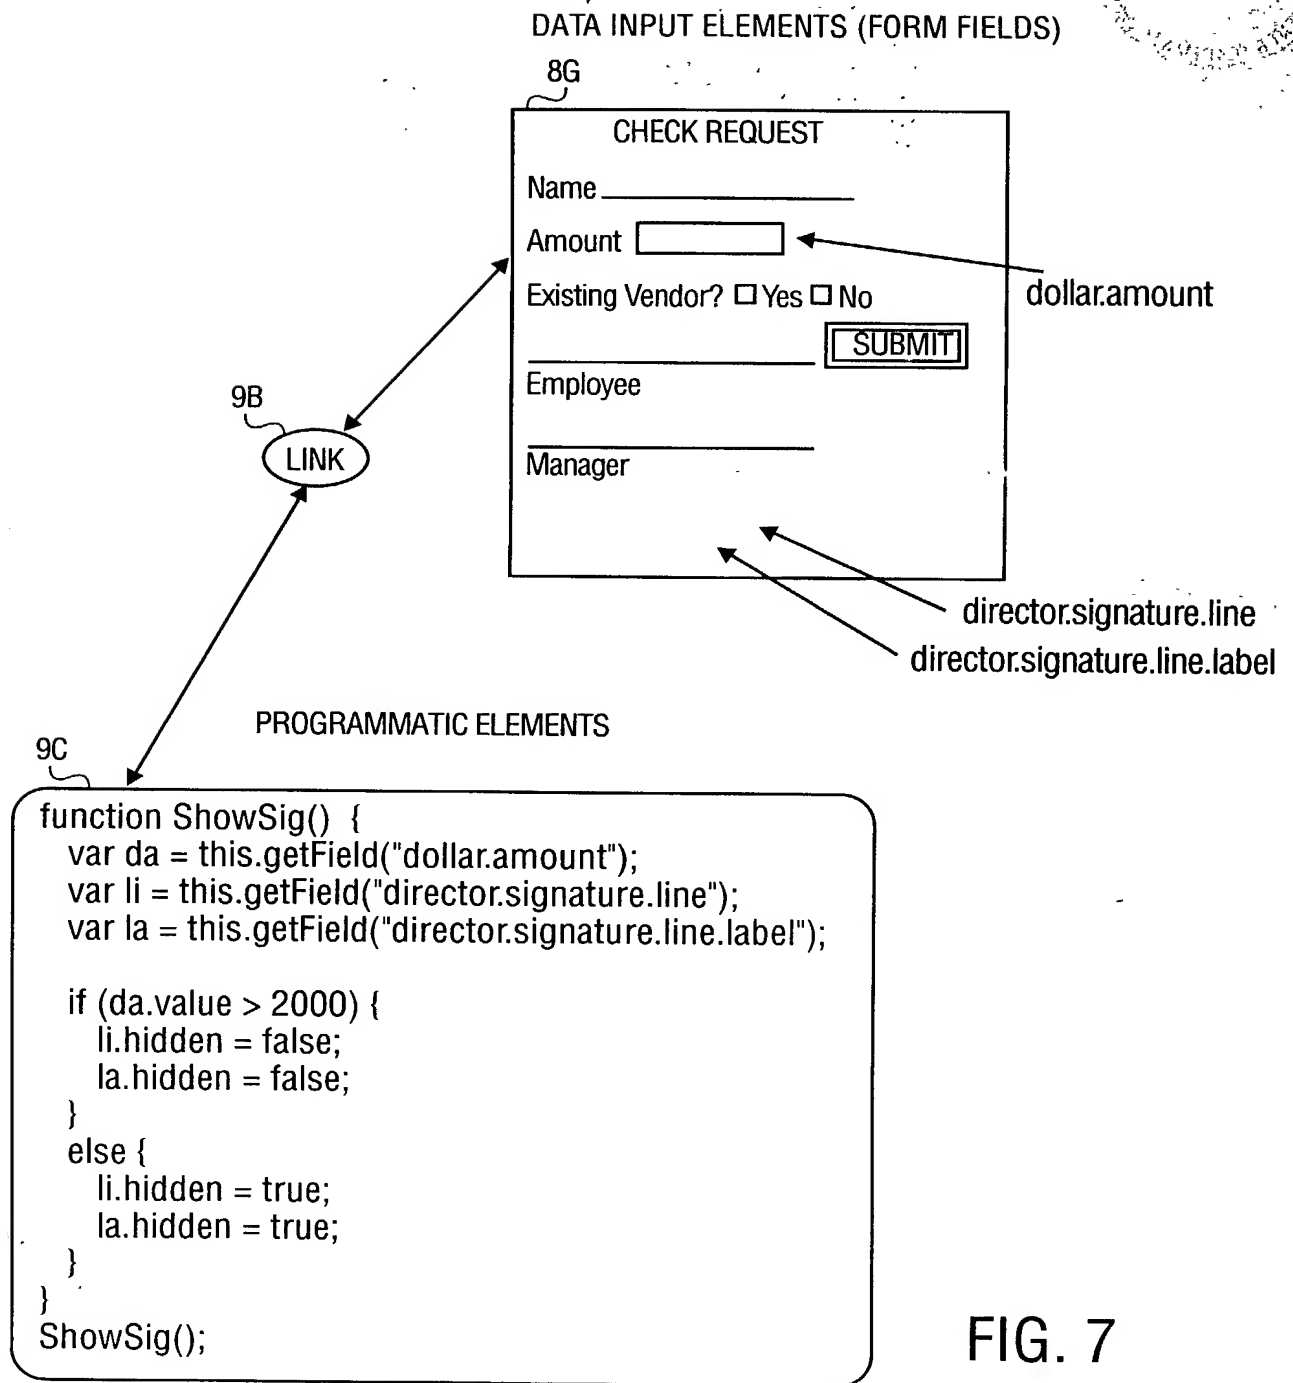 DATA INPUT ELEMENTS (FORM FIELDS)
8G
CHECK REQUEST
Name
Amount
dollar.amount
Existing Vendor? Yes No
SUBMIT
Employee
Manager
9B
LINK
director.signature.line
director.signature.line.label
PROGRAMMATIC ELEMENTS
9C
function ShowSig() {
var da = this.getField("dollar.amount");
var li = this.getField("director.signature.line");
var la = this.getField("director.signature.line.label");
if (da.value > 2000) {
li.hidden = false;
la.hidden = false;
}
else {
li.hidden = true;
la.hidden = true;
}
}
ShowSig();
FIG. 7